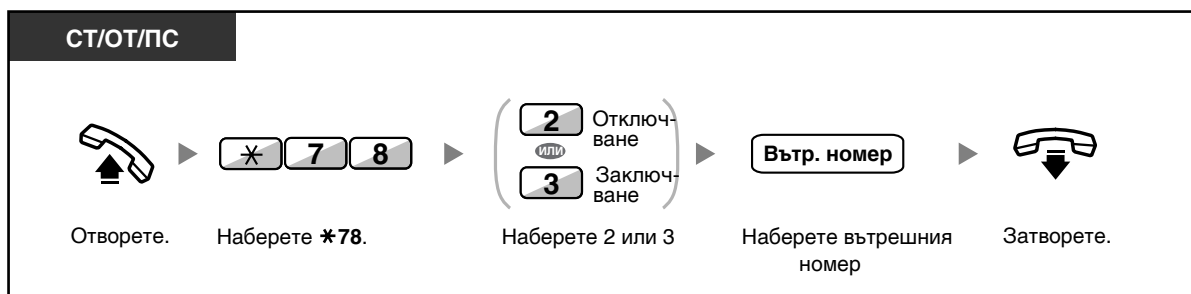 СТ/ОТ/ПС
✳ 7 8
2 Отключ-
ване
или
3 Заключ-
ване
Вътр. номер
Отворете.
Наберете ✳78.
Наберете 2 или 3
Наберете вътрешния
номер
Затворете.